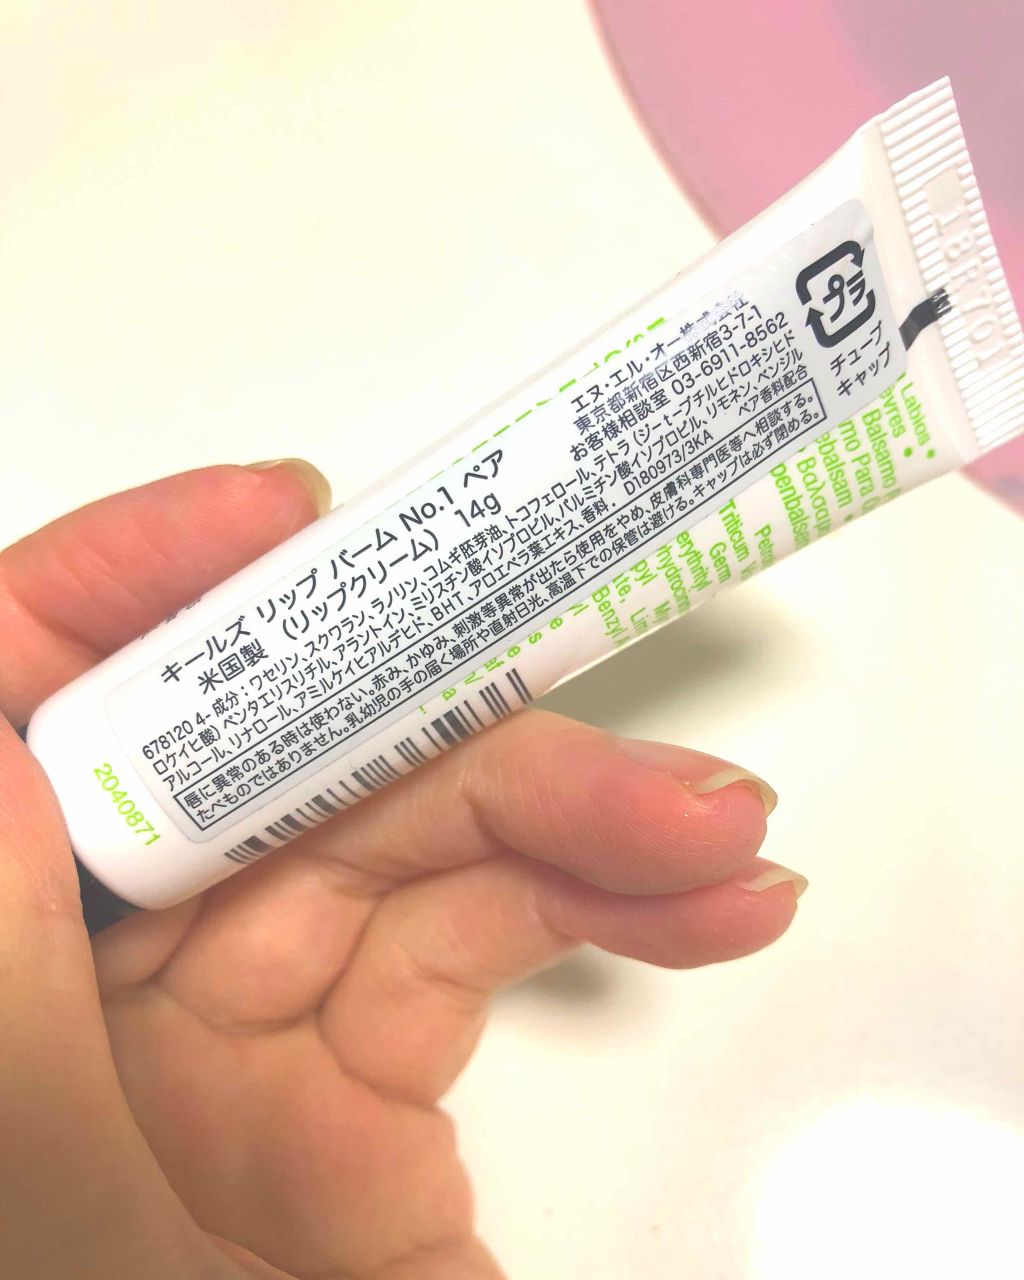 キールズ リップ バーム No.1 ペア
米国製 (リップクリーム) 14g
エヌ・エル・オー株式会社
東京都新宿区西新宿3-7-1
お客様相談室 03-6911-8562
678120 4- 成分：ワセリン、スクワラン、ラノリン、コムギ胚芽油、トコフェロール、テトラ(ジ－t－ブチルヒドロキシヒド
ロケイヒ酸)ペンタエリスリチル、アラントイン、ミリスチン酸イソプロピル、パルミチン酸イソプロピル、リモネン、ベンジル
アルコール、リナロール、アミルケイヒアルデヒド、BHT、アロエベラ葉エキス、香料. D180973/3KA ペア香料配合
唇に異常のある時は使わない。赤み、かゆみ、刺激等異常が出たら使用をやめ、皮膚科専門医等へ相談する。
たべものではありません。乳幼児の手の届く場所や直射日光、高温下での保管は避ける。キャップは必ず閉める。
プラ
チューブ
キャップ
2040871
Labios
Balsamo
Para
Triticum
Germ
Benzyl